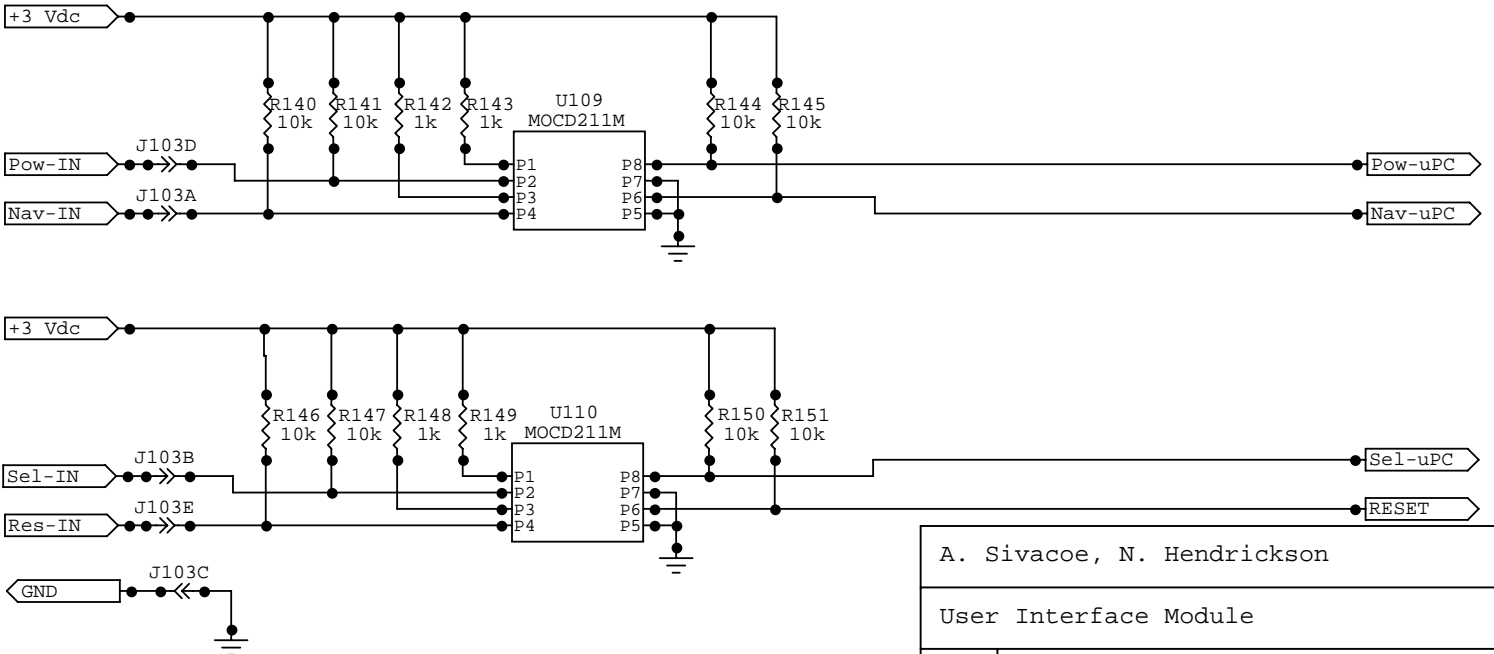 +3 Vdc
R140 10k
R141 10k
R142 1k
R143 1k
U109
MOCD211M
R144 10k
R145 10k
Pow-IN
J103D
P1
P2
P3
P4
P8
P7
P6
P5
Pow-uPC
Nav-IN
J103A
Nav-uPC
+3 Vdc
R146 10k
R147 10k
R148 1k
R149 1k
U110
MOCD211M
R150 10k
R151 10k
Sel-IN
J103B
P1
P2
P3
P4
P8
P7
P6
P5
Sel-uPC
Res-IN
J103E
RESET
GND
J103C
A. Sivacoe, N. Hendrickson
User Interface Module